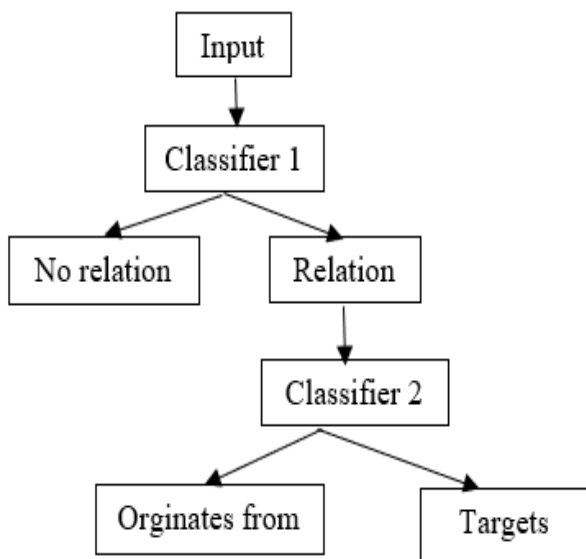 Input
Classifier 1
No relation
Relation
Classifier 2
Orginates from
Targets